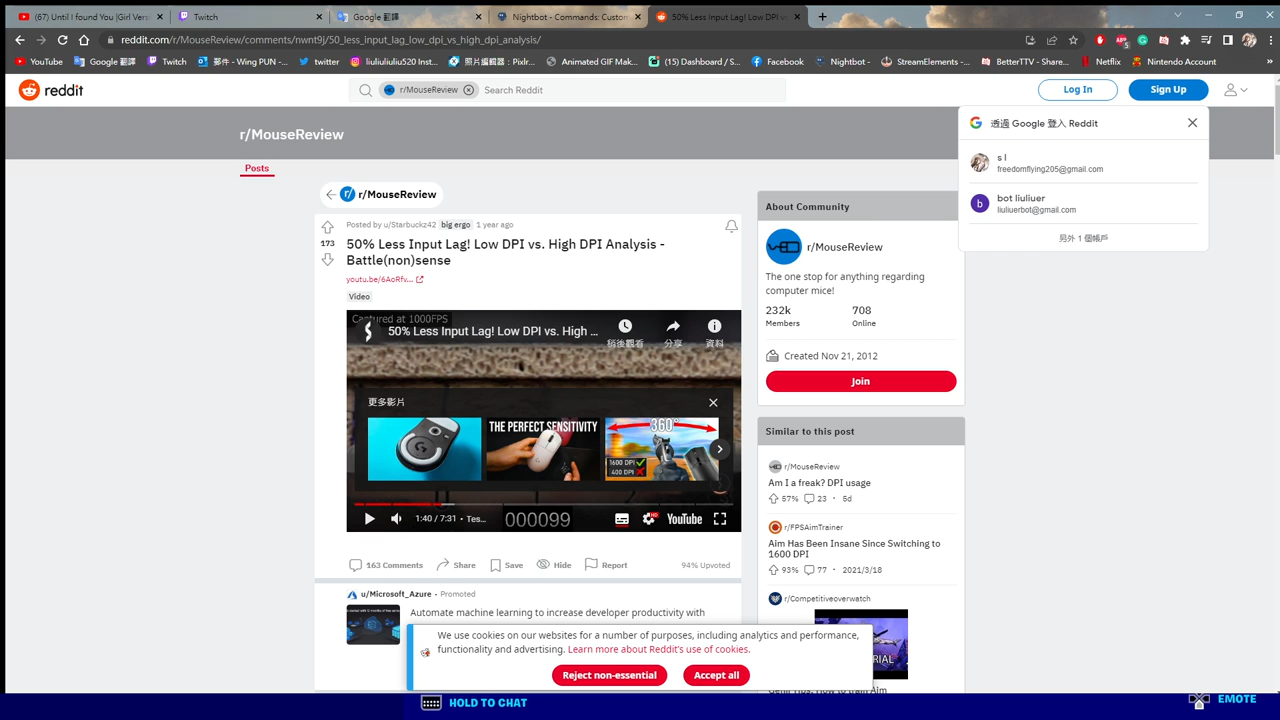 (67) Until I found You |Girl Vers
Twitch
Google 翻譯
Nightbot - Commands: Custom
50% Less Input Lag! Low DPI vs
reddit.com/r/MouseReview/comments/nwnt9j/50_less_input_lag_low_dpi_vs_high_dpi_analysis/
YouTube
Google 翻譯
Twitch
郵件 - Wing PUN -...
twitter
liuliuliuliu520 Inst...
照片編輯器：Pixlr...
Animated GIF Mak...
(15) Dashboard / S...
Facebook
Nightbot -
StreamElements -...
BetterTTV - Share...
Netflix
Nintendo Account
»
reddit
r/MouseReview
Search Reddit
Log In
Sign Up
r/MouseReview
透過 Google 登入 Reddit
s l
freedomflying205@gmail.com
b
bot liuliuer
liuliuerbot@gmail.com
另外 1 個帳戶
Posts
r/MouseReview
Posted by u/Starbuckz42 big ergo 1 year ago
173
50% Less Input Lag! Low DPI vs. High DPI Analysis -
Battle(non)sense
youtu.be/6AoRfv...
Video
Captured at 1000FPS
50% Less Input Lag! Low DPI vs. High ...
稍後觀看
分享
資料
更多影片
THE PERFECT SENSITIVITY
360°
1600 DPI
400 DPI
1:40 / 7:31 • Tes...
000099
HD
YouTube
163 Comments
Share
Save
Hide
Report
94% Upvoted
u/Microsoft_Azure • Promoted
Automate machine learning to increase developer productivity with
About Community
r/MouseReview
The one stop for anything regarding
computer mice!
232k
708
Members
Online
Created Nov 21, 2012
Join
Similar to this post
r/MouseReview
Am I a freak? DPI usage
57% 23 · 5d
r/FPSAimTrainer
Aim Has Been Insane Since Switching to
1600 DPI
93% 77 · 2021/3/18
r/Competitiveoverwatch
We use cookies on our websites for a number of purposes, including analytics and performance,
functionality and advertising. Learn more about Reddit's use of cookies.
Reject non-essential
Accept all
HOLD TO CHAT
EMOTE